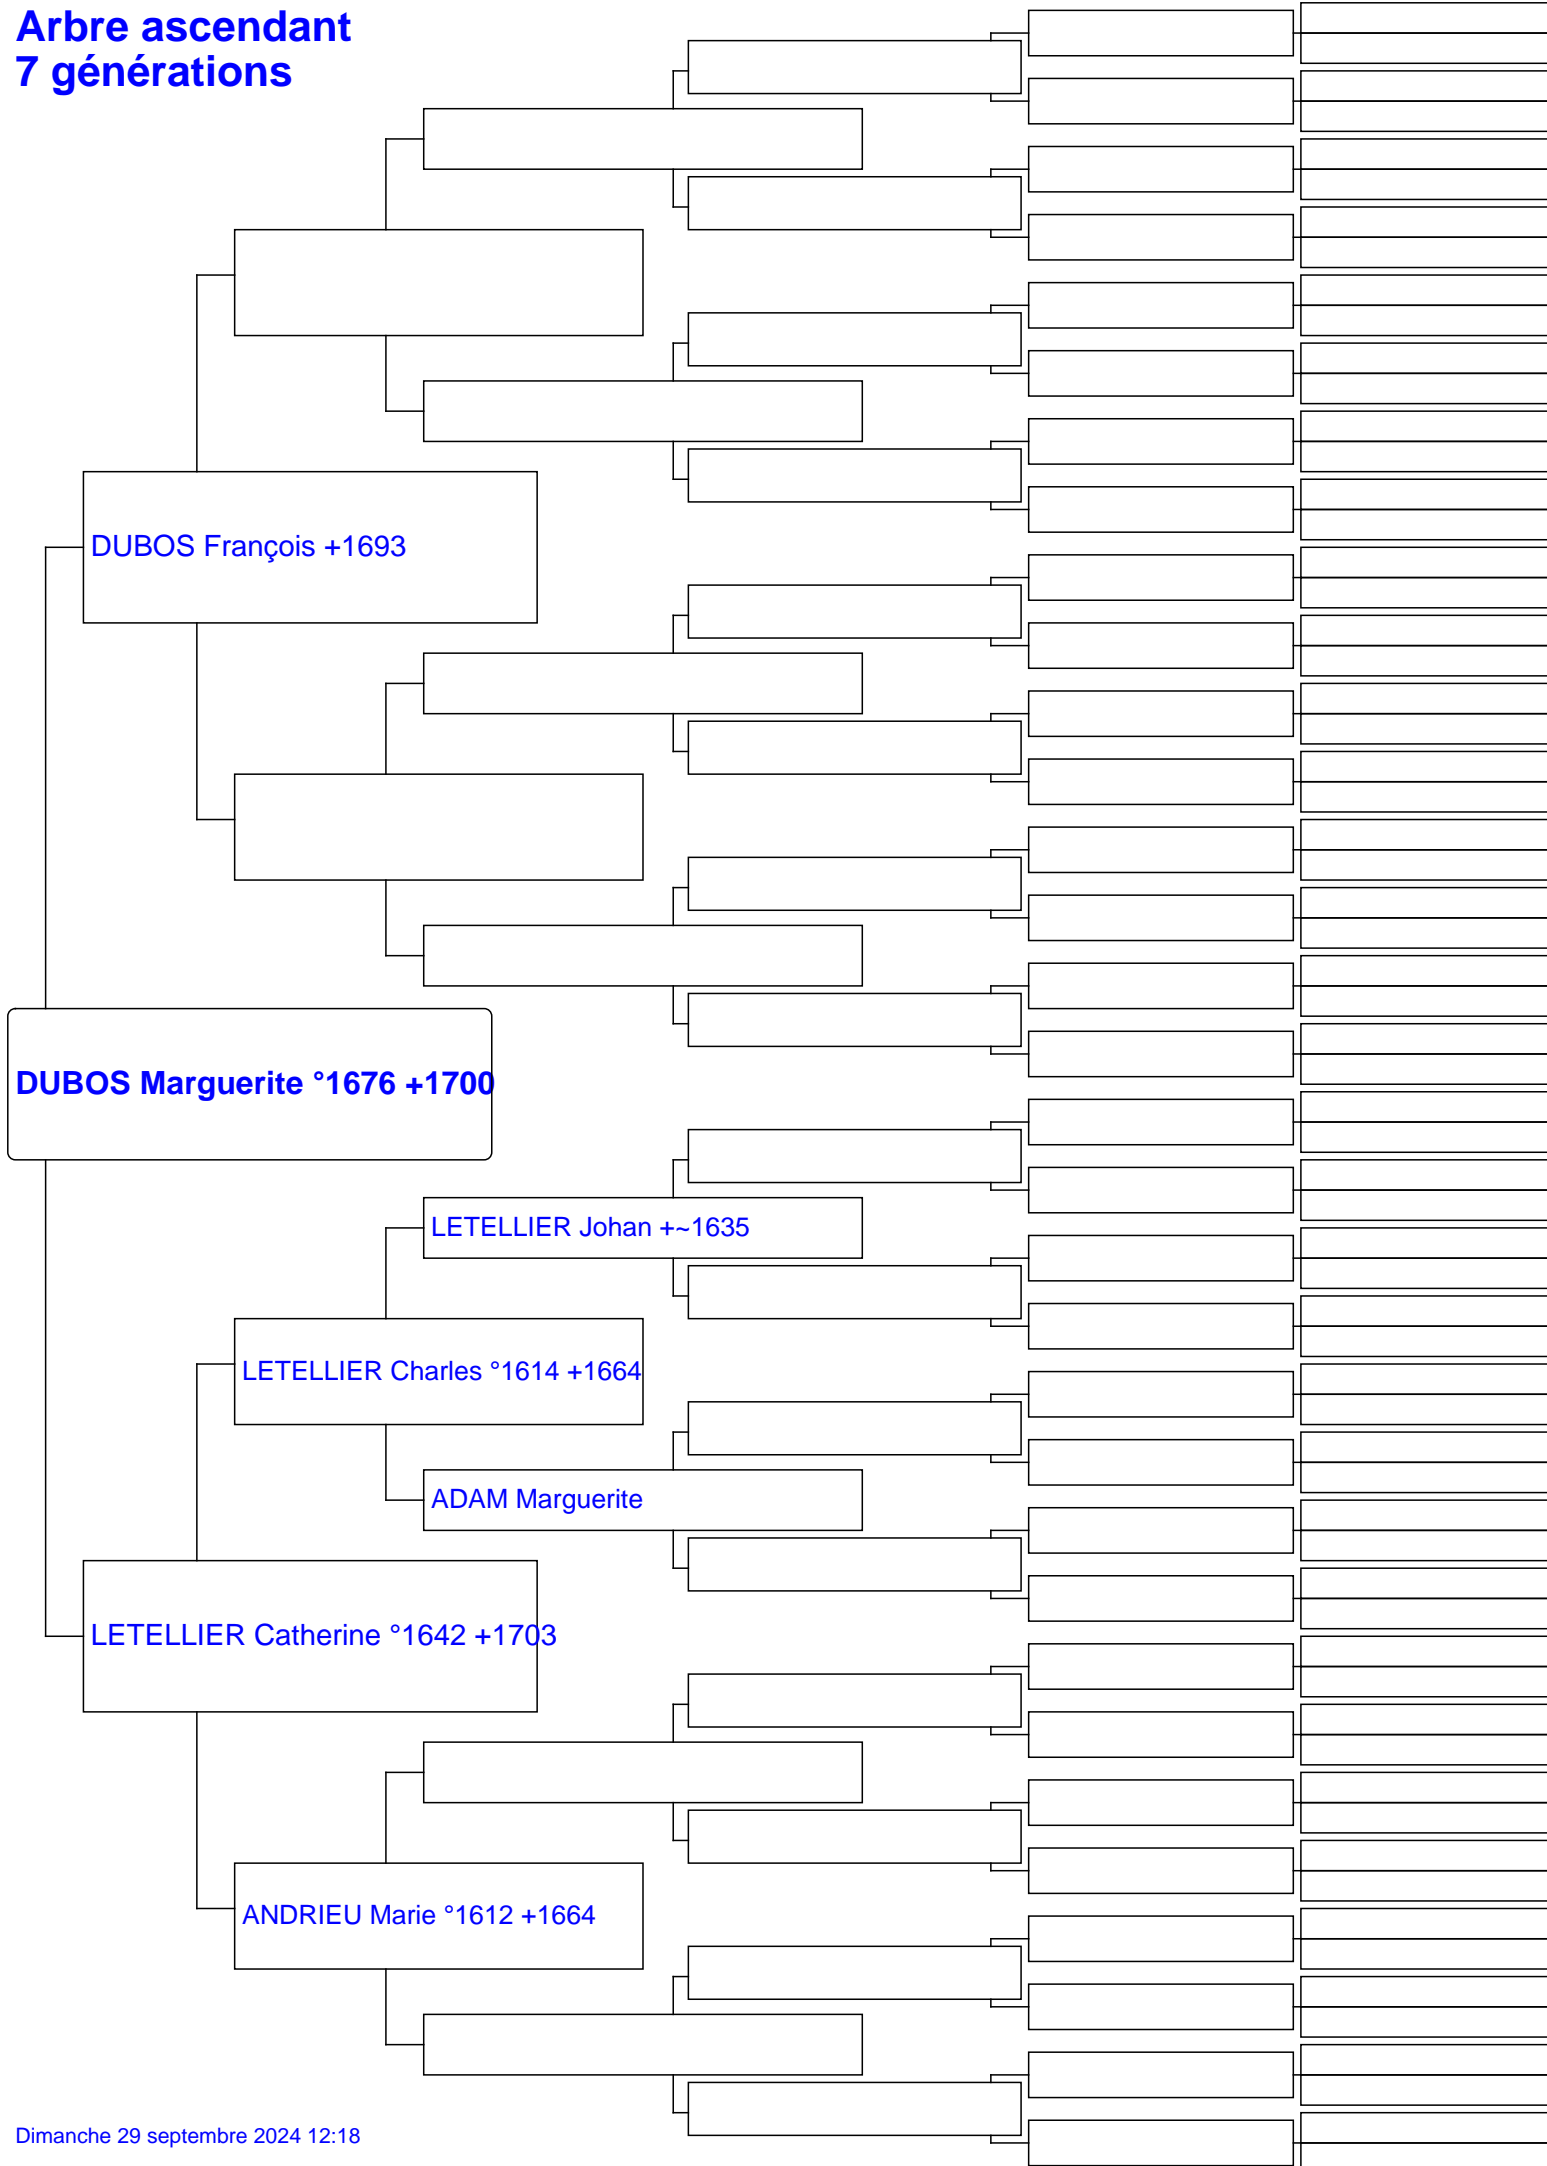 Arbre ascendant
7 générations
DUBOS François +1693
DUBOS Marguerite °1676 +1700
LETELLIER Johan +~1635
LETELLIER Charles °1614 +1664
ADAM Marguerite
LETELLIER Catherine °1642 +1703
ANDRIEU Marie °1612 +1664
Dimanche 29 septembre 2024 12:18